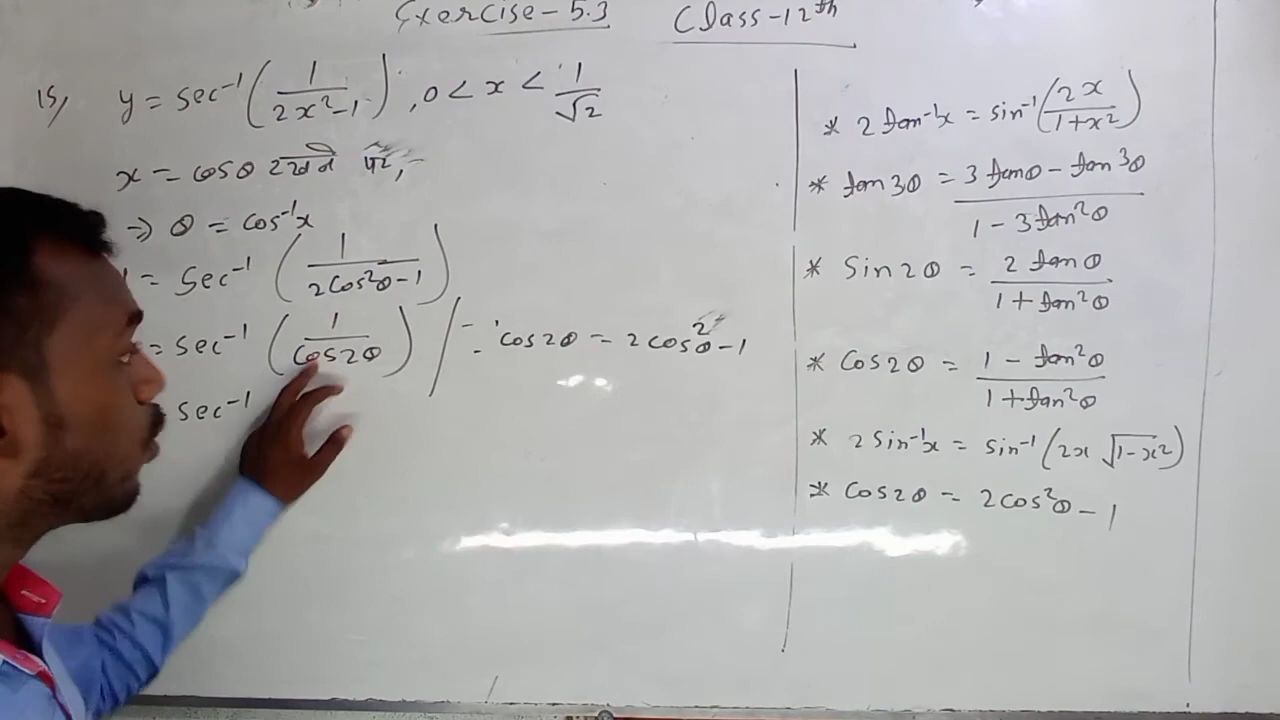 Exercise-5.3 Class-12th
15, y = sec⁻¹(1/(2x²-1)), 0 < x < 1/√2
x = cosθ रखने पर,-
⇒ θ = cos⁻¹x
= sec⁻¹(1/(2cos²θ-1))
= sec⁻¹(1/cos2θ) / ∵ cos2θ = 2cos²θ-1
sec⁻¹
* 2tan⁻¹x = sin⁻¹(2x/(1+x²))
* tan3θ = (3tanθ - tan³θ)/(1-3tan²θ)
* Sin2θ = (2tanθ)/(1+tan²θ)
* Cos2θ = (1-tan²θ)/(1+tan²θ)
* 2sin⁻¹x = sin⁻¹(2x√(1-x²))
* Cos2θ = 2cos²θ-1